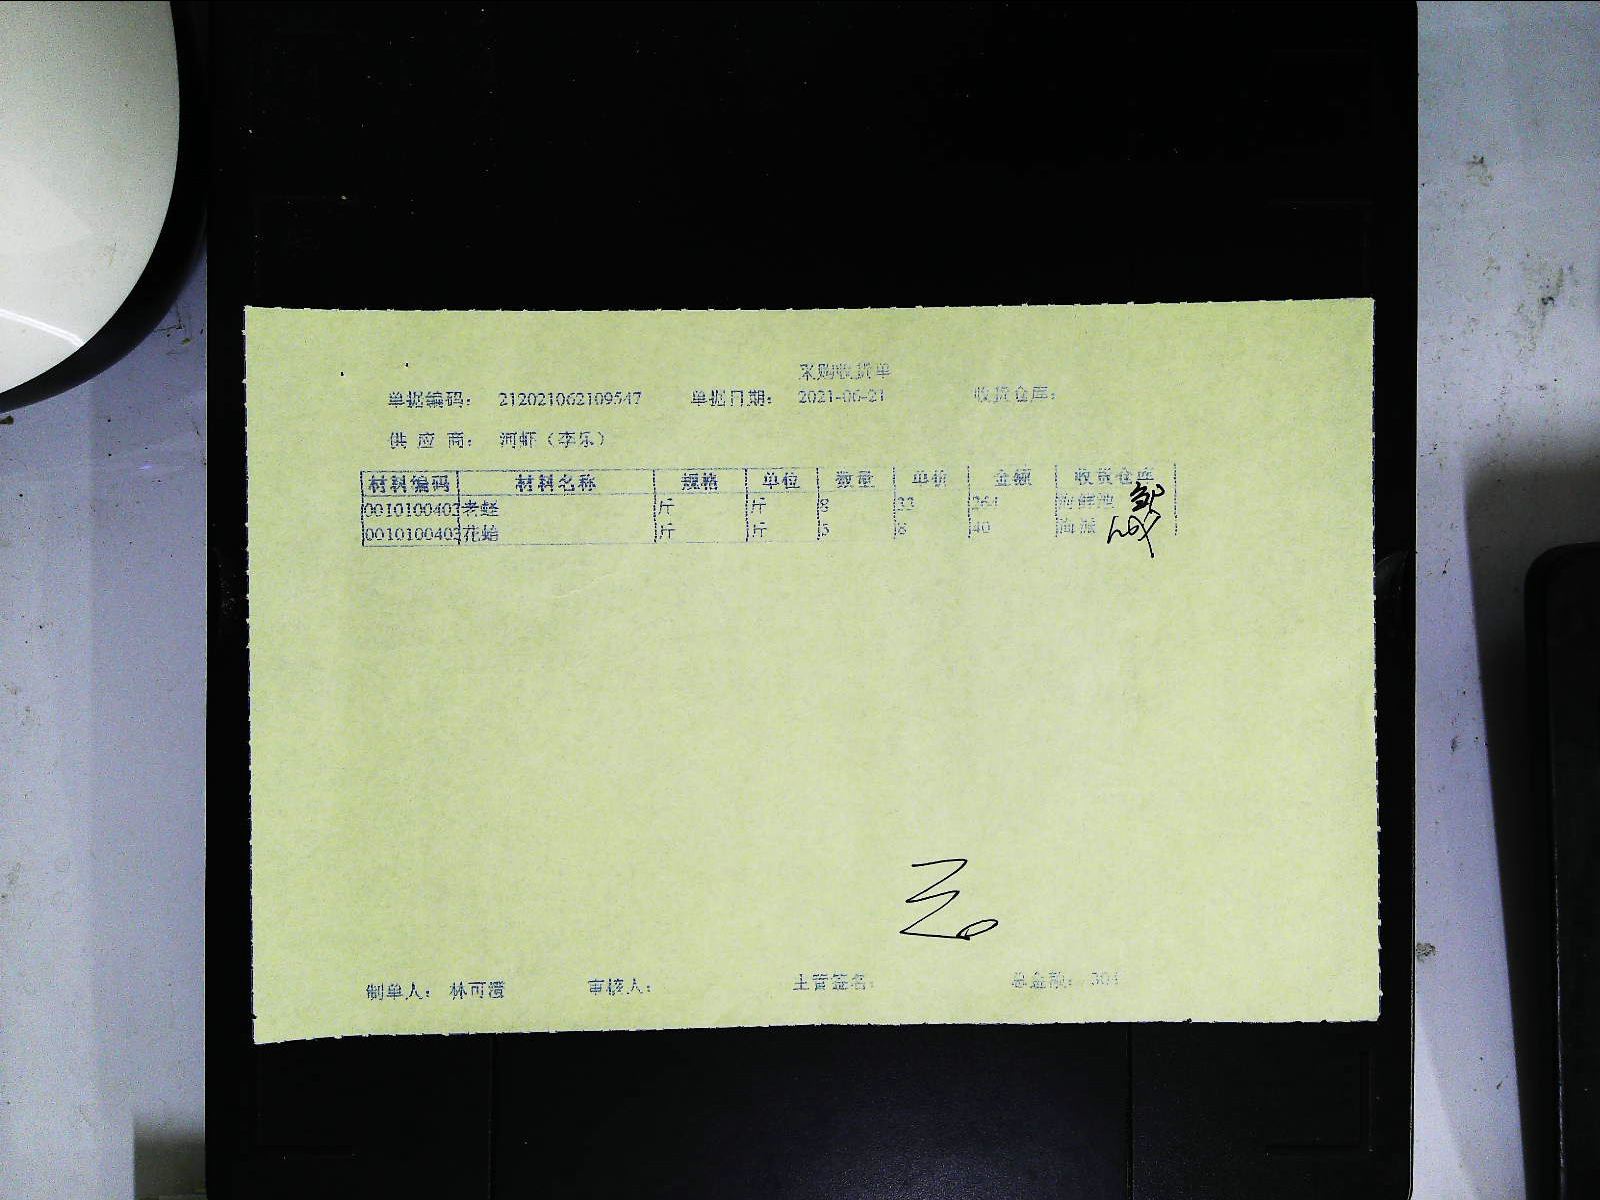 采购收货单
单据编码： 212021062109547 单据日期： 2021-06-21 收货仓库：
供 应 商： 河虾（李乐）
材料编码 材料名称 规格 单位 数量 单价 金额 收货仓库
0010100403 老蛏 斤 斤 8 33 264 海鲜池
0010100403 花蛤 斤 斤 5 8 40
制单人： 林可澄 审核人： 主管签名： 总金额： 304